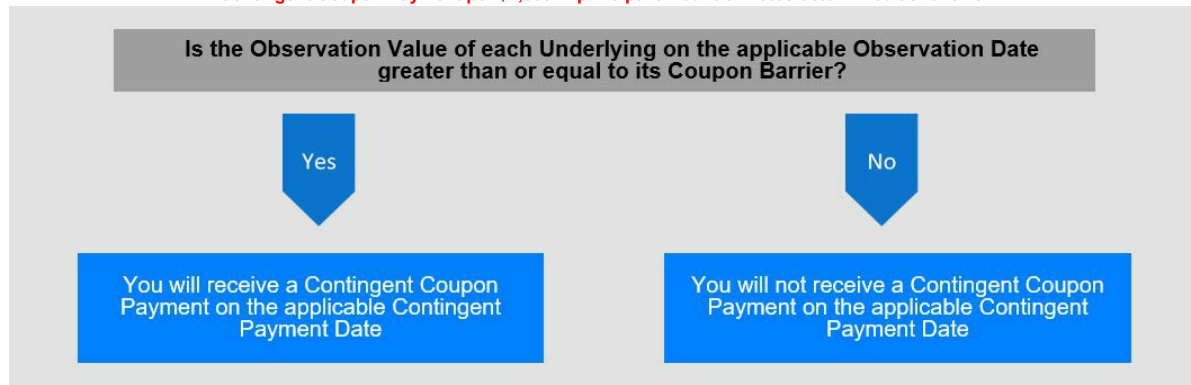 Is the Observation Value of each Underlying on the applicable Observation Date
greater than or equal to its Coupon Barrier?
Yes
No
You will receive a Contingent Coupon
Payment on the applicable Contingent
Payment Date
You will not receive a Contingent Coupon
Payment on the applicable Contingent
Payment Date